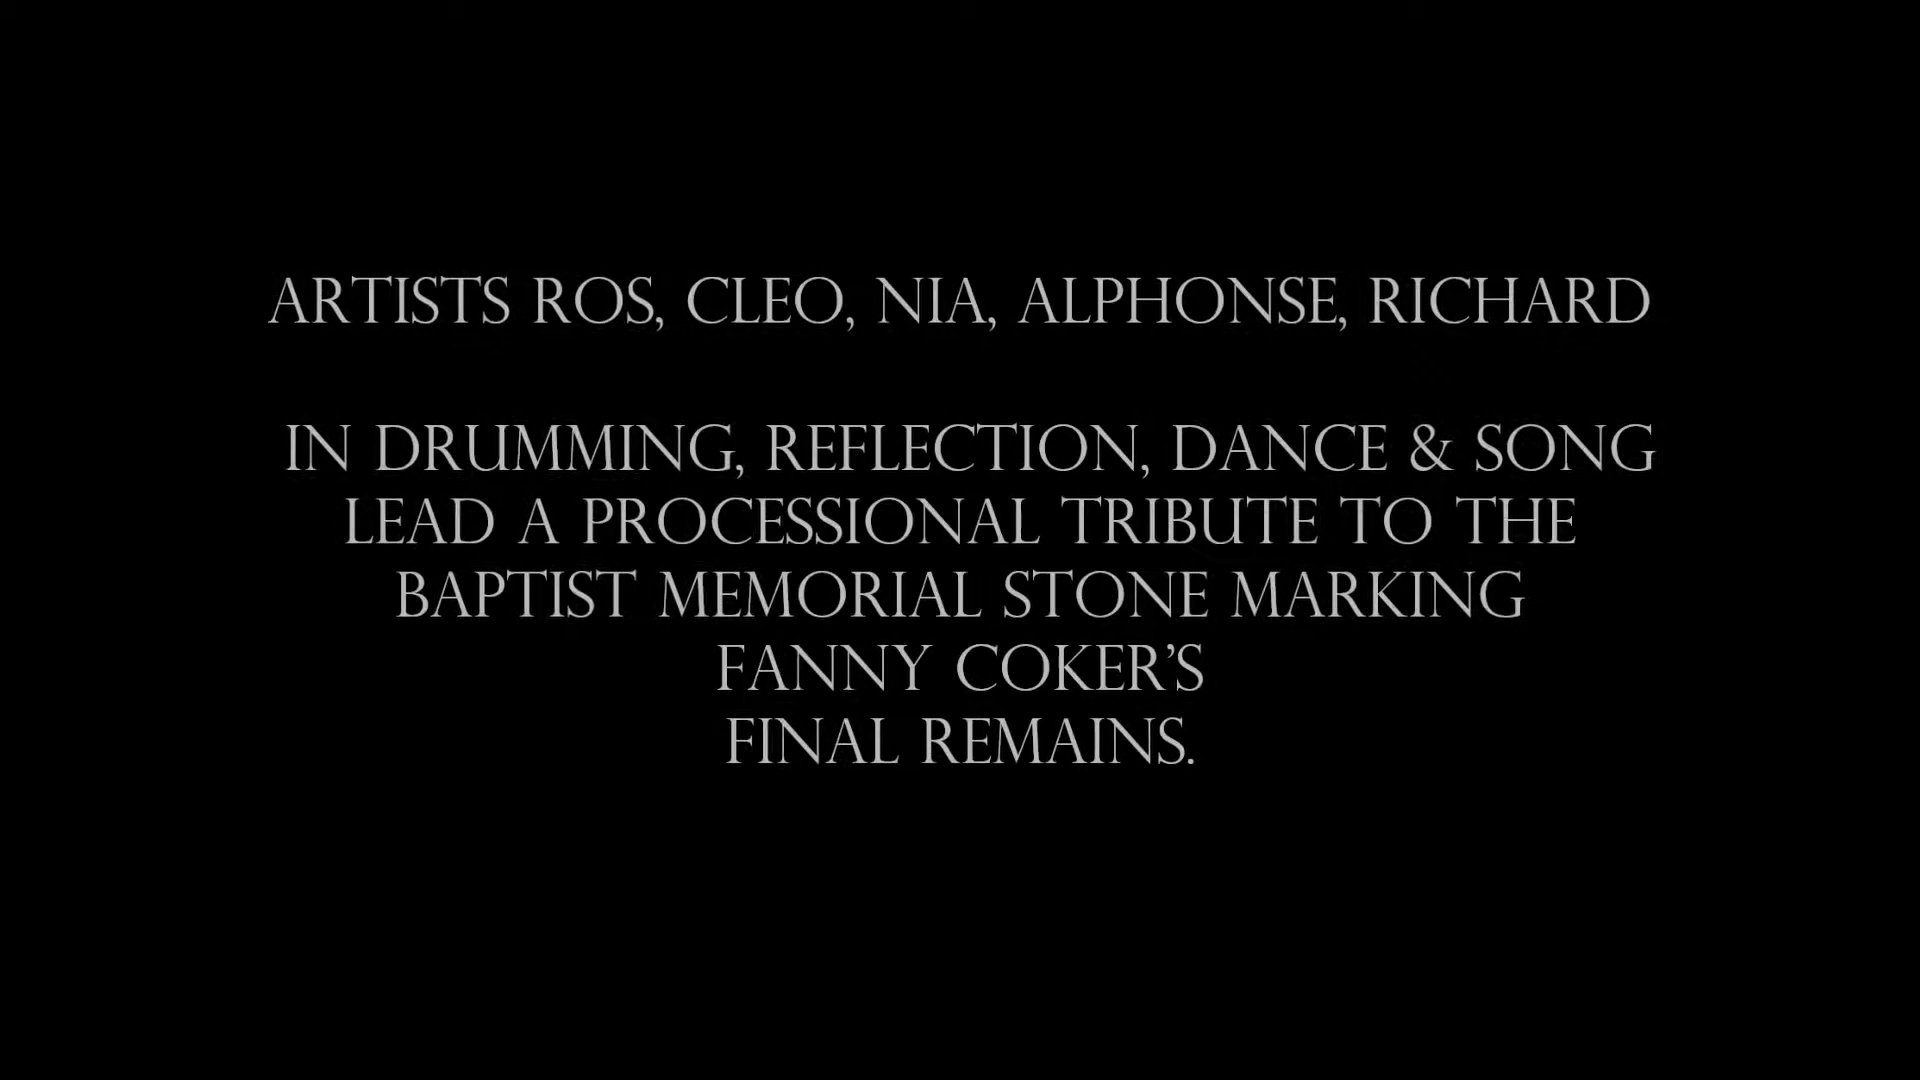 ARTISTS ROS, CLEO, NIA, ALPHONSE, RICHARD
IN DRUMMING, REFLECTION, DANCE & SONG
LEAD A PROCESSIONAL TRIBUTE TO THE
BAPTIST MEMORIAL STONE MARKING
FANNY COKER’S
FINAL REMAINS.